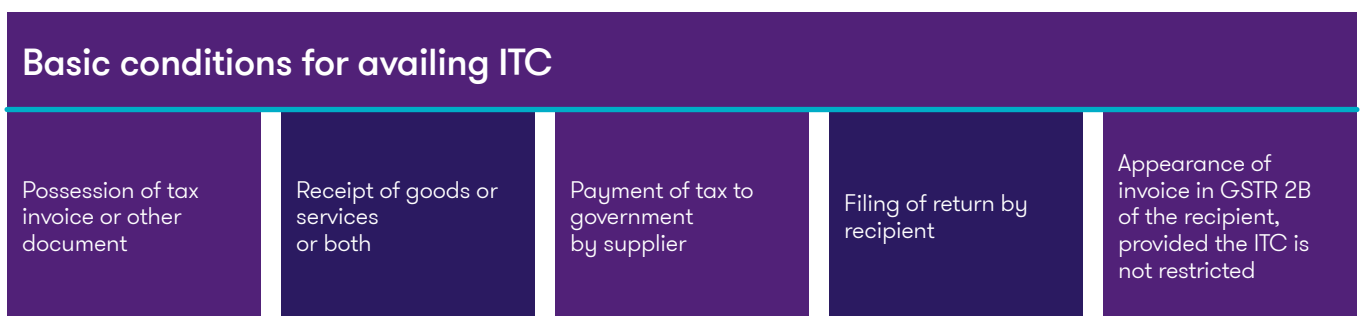 Basic conditions for availing ITC
Possession of tax
invoice or other
document
Receipt of goods or
services
or both
Payment of tax to
government
by supplier
Filing of return by
recipient
Appearance of
invoice in GSTR 2B
of the recipient,
provided the ITC is
not restricted